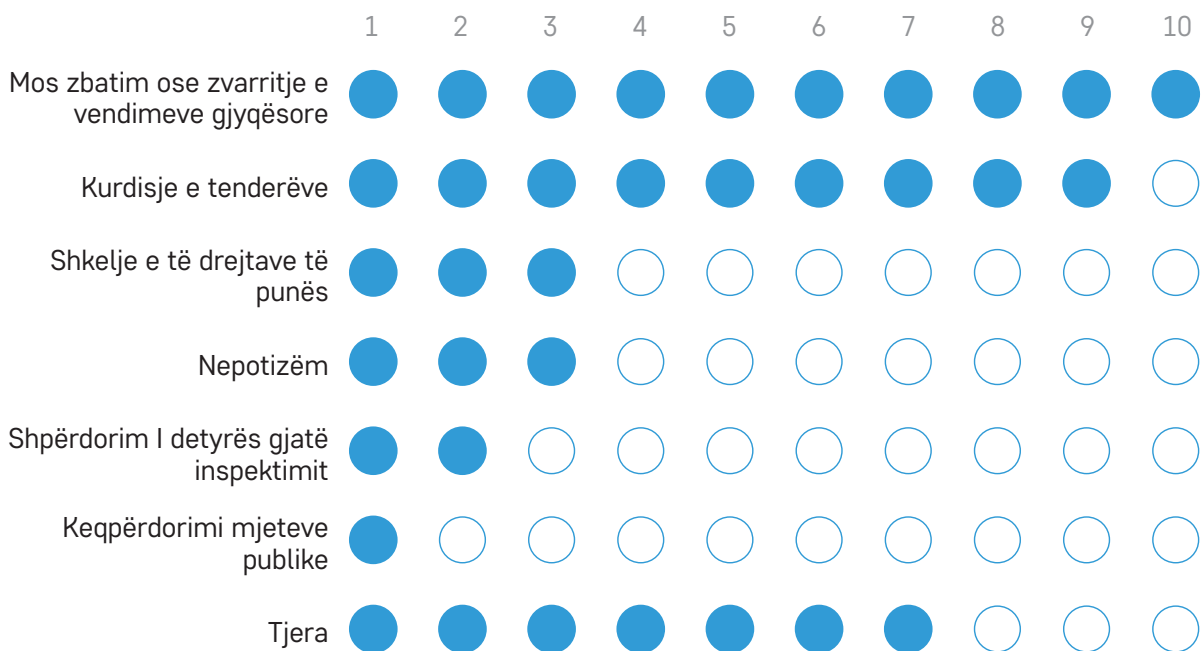 1 2 3 4 5 6 7 8 9 10
Mos zbatim ose zvarritje e
vendimeve gjyqësore
Kurdisje e tenderëve
Shkelje e të drejtave të
punës
Nepotizëm
Shpërdorim I detyrës gjatë
inspektimit
Keqpërdorimi mjeteve
publike
Tjera